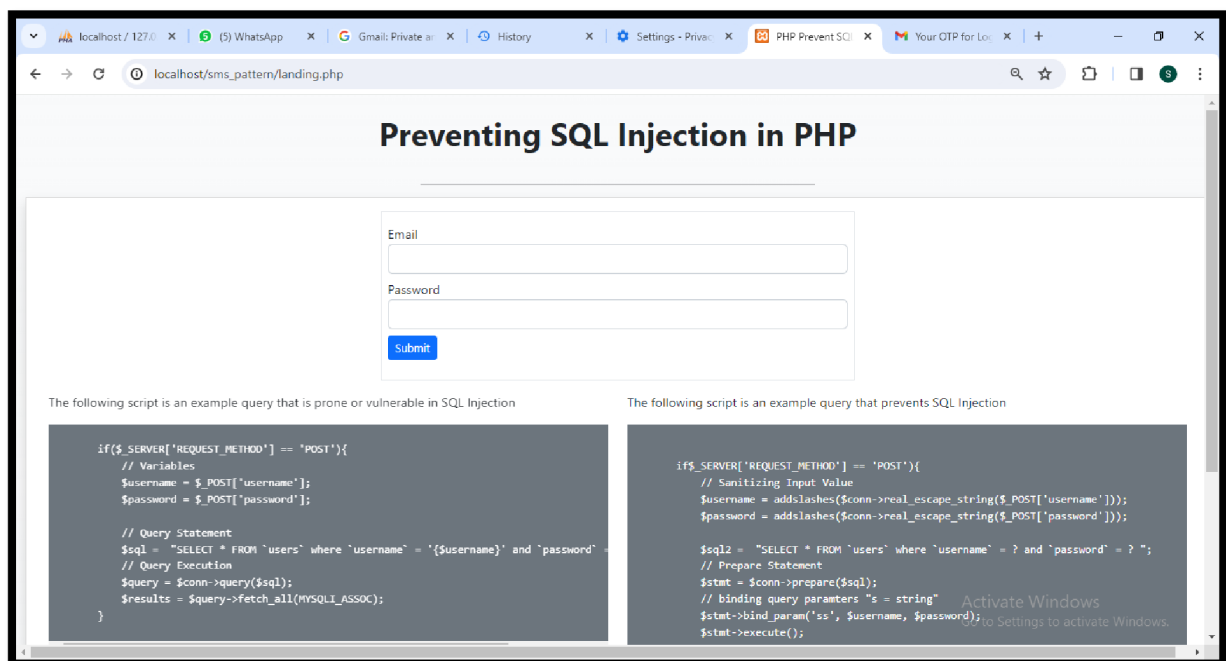 localhost / 127.0
(5) WhatsApp
Gmail: Private ar
History
Settings - Privac
PHP Prevent SQL
Your OTP for Log
localhost/sms_pattern/landing.php
S
Preventing SQL Injection in PHP
Email
Password
Submit
The following script is an example query that is prone or vulnerable in SQL Injection
if($_SERVER['REQUEST_METHOD'] == 'POST'){
// Variables
$username = $_POST['username'];
$password = $_POST['password'];
// Query Statement
$sql = "SELECT * FROM `users` where `username` = '{$username}' and `password` =
// Query Execution
$query = $conn->query($sql);
$results = $query->fetch_all(MYSQLI_ASSOC);
}
The following script is an example query that prevents SQL Injection
if$_SERVER['REQUEST_METHOD'] == 'POST'){
// Sanitizing Input Value
$username = addslashes($conn->real_escape_string($_POST['username']));
$password = addslashes($conn->real_escape_string($_POST['password']));
$sql2 = "SELECT * FROM `users` where `username` = ? and `password` = ? ";
// Prepare Statement
$stmt = $conn->prepare($sql);
// binding query paramters "s = string"
$stmt->bind_param('ss', $username, $password);
$stmt->execute();
Activate Windows
Go to Settings to activate Windows.